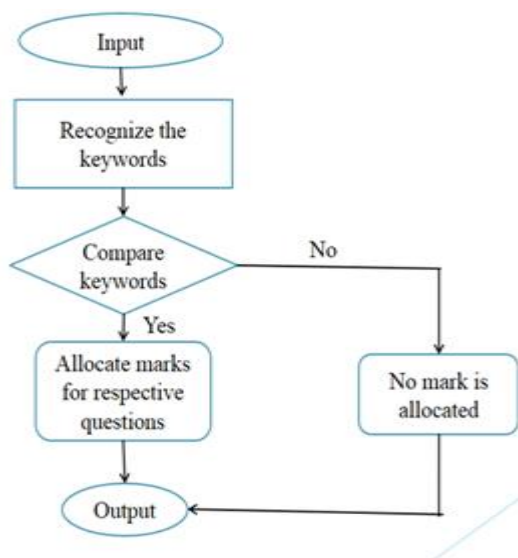 Input
Recognize the
keywords
Compare
keywords
No
Yes
Allocate marks
for respective
questions
No mark is
allocated
Output